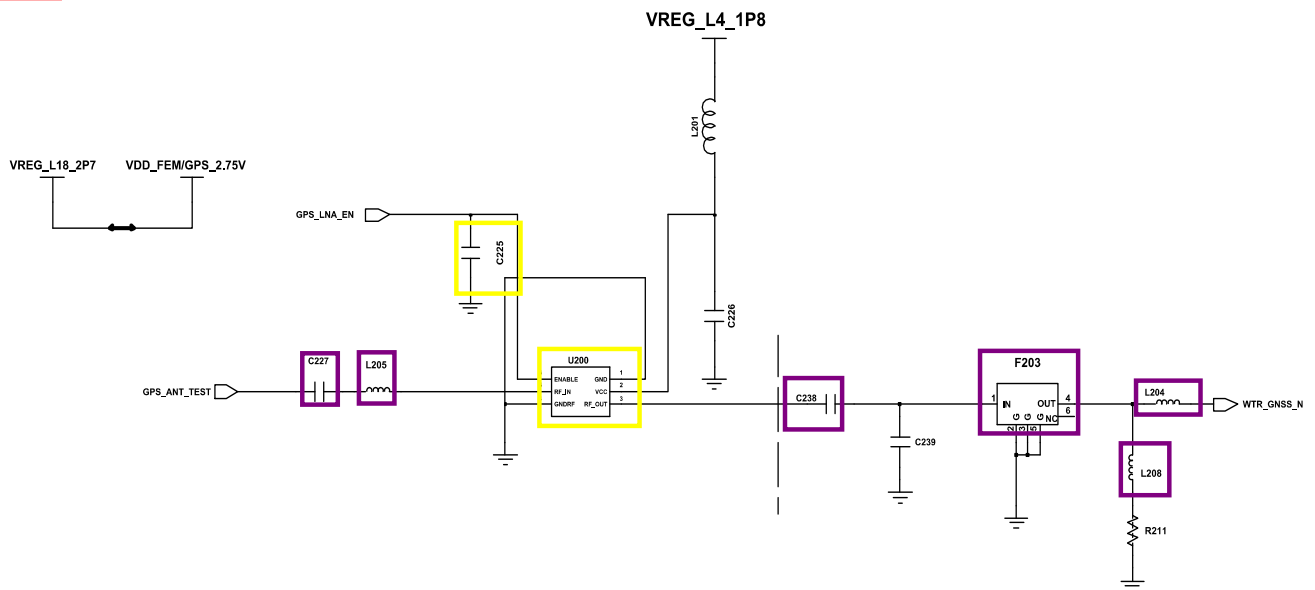 VREG_L4_1P8
L201
VREG_L18_2P7
VDD_FEM/GPS_2.75V
GPS_LNA_EN
C225
C226
U200
C227
L205
GPS_ANT_TEST
ENABLE
GND
1
RF_IN
VCC
2
GNDRF
RF_OUT
3
C238
C239
F203
1
IN
OUT
4
NC
6
G
G
G
2
3
5
L204
WTR_GNSS_N
L208
R211